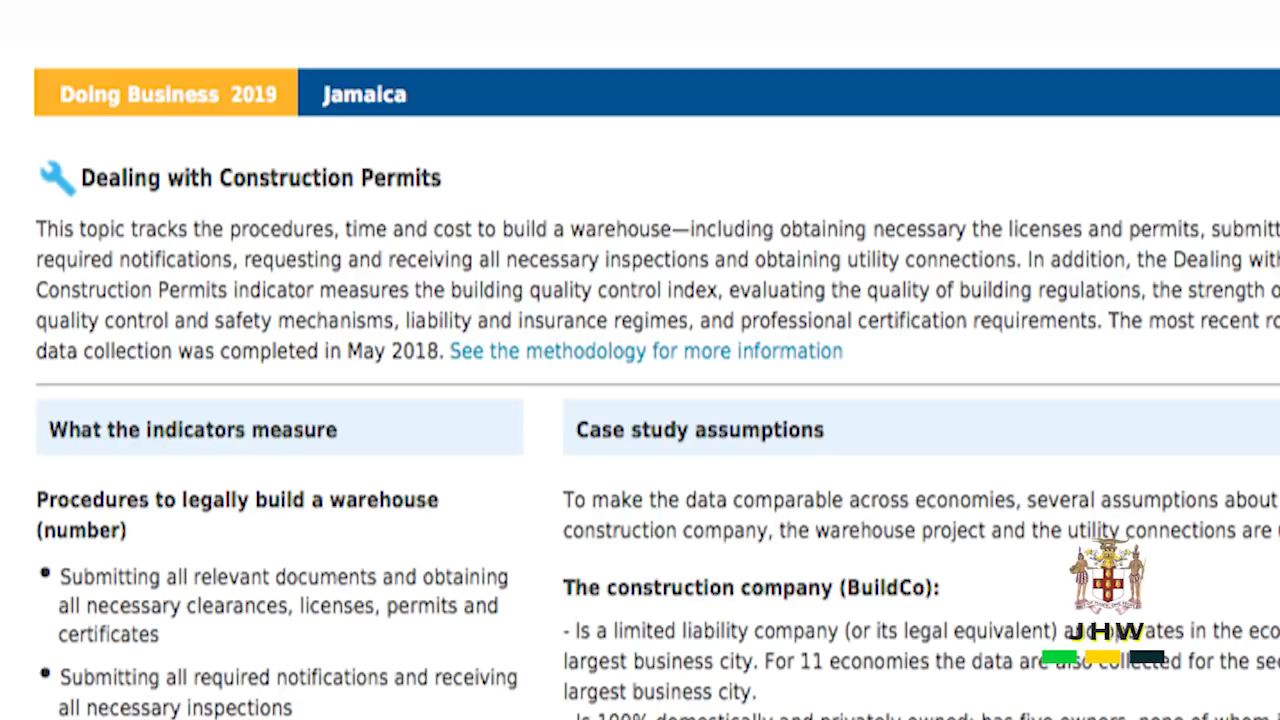 Doing Business 2019 Jamaica
Dealing with Construction Permits
This topic tracks the procedures, time and cost to build a warehouse—including obtaining necessary the licenses and permits,
required notifications, requesting and receiving all necessary inspections and obtaining utility connections. In addition, the Dealing
Construction Permits indicator measures the building quality control index, evaluating the quality of building regulations, the strength
quality control and safety mechanisms, liability and insurance regimes, and professional certification requirements. The most recent
data collection was completed in May 2018. See the methodology for more information
What the indicators measure
Procedures to legally build a warehouse
(number)
Submitting all relevant documents and obtaining
all necessary clearances, licenses, permits and
certificates
Submitting all required notifications and receiving
all necessary inspections
Case study assumptions
To make the data comparable across economies, several assumptions about
construction company, the warehouse project and the utility connections are
The construction company (BuildCo):
- Is a limited liability company (or its legal equivalent) and operates in the
largest business city. For 11 economies the data are also collected for the
largest business city.
JHW